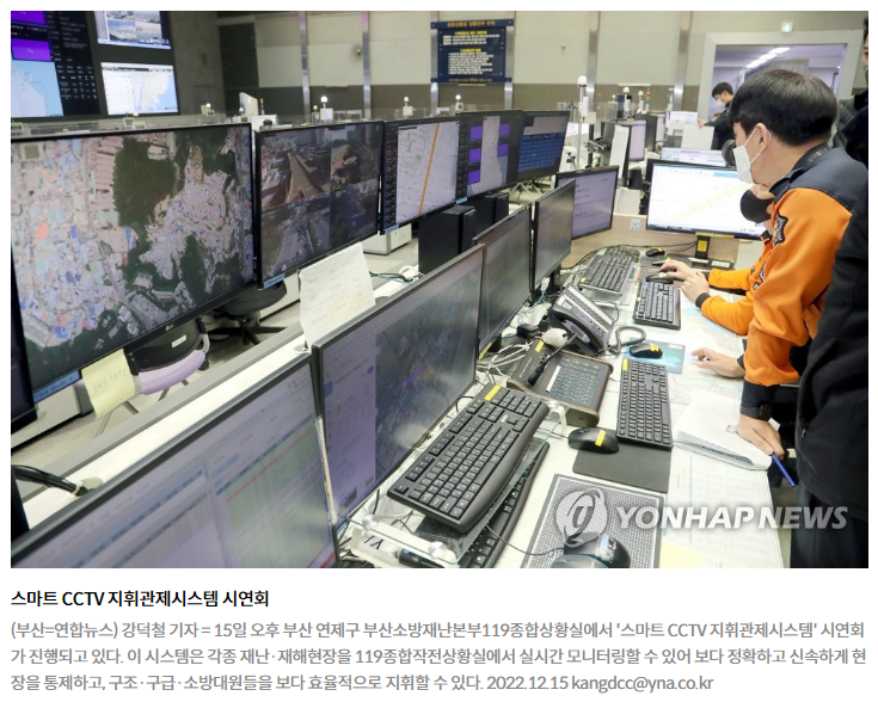 YONHAP NEWS
스마트 CCTV 지휘관제시스템 시연회
(부산=연합뉴스) 강덕철 기자 = 15일 오후 부산 연제구 부산소방재난본부119종합상황실에서 '스마트 CCTV 지휘관제시스템' 시연회
가 진행되고 있다. 이 시스템은 각종 재난·재해현장을 119종합작전상황실에서 실시간 모니터링할 수 있어 보다 정확하고 신속하게 현
장을 통제하고, 구조·구급·소방대원들을 보다 효율적으로 지휘할 수 있다. 2022.12.15 kangdcc@yna.co.kr